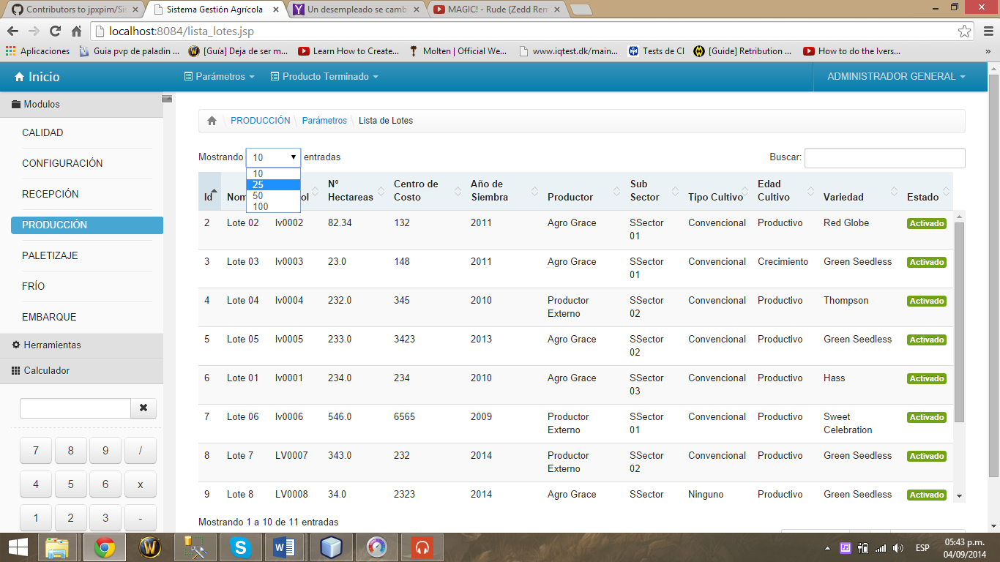 Contributors to jpxpim/Sis
Sistema Gestión Agrícola
Un desempleado se camb
MAGIC! - Rude (Zedd Rem
localhost:8084/lista_lotes.jsp
Aplicaciones
Guia pvp de paladin ...
[Guía] Deja de ser m...
Learn How to Create...
Molten | Official We...
www.iqtest.dk/main...
Tests de CI
[Guide] Retribution ...
How to do the Ivers...
»
Inicio
Parámetros
Producto Terminado
ADMINISTRADOR GENERAL
Modulos
CALIDAD
CONFIGURACIÓN
RECEPCIÓN
PRODUCCIÓN
PALETIZAJE
FRÍO
EMBARQUE
Herramientas
Calculador
7 8 9 /
4 5 6 x
1 2 3 -
PRODUCCIÓN \ Parámetros \ Lista de Lotes
Mostrando 10 entradas
Buscar:
10
25
50
100
Id Nom ol Nº Hectareas Centro de Costo Año de Siembra Productor Sub Sector Tipo Cultivo Edad Cultivo Variedad Estado
2 Lote 02 lv0002 82.34 132 2011 Agro Grace SSector 01 Convencional Productivo Red Globe Activado
3 Lote 03 lv0003 23.0 148 2011 Agro Grace SSector 01 Convencional Crecimiento Green Seedless Activado
4 Lote 04 lv0004 232.0 345 2010 Productor Externo SSector 02 Convencional Productivo Thompson Activado
5 Lote 05 lv0005 233.0 3423 2013 Agro Grace SSector 02 Convencional Productivo Green Seedless Activado
6 Lote 01 lv0001 234.0 234 2010 Agro Grace SSector 03 Convencional Productivo Hass Activado
7 Lote 06 lv0006 546.0 6565 2009 Productor Externo SSector 01 Convencional Productivo Sweet Celebration Activado
8 Lote 7 LV0007 343.0 232 2014 Productor Externo SSector 02 Convencional Productivo Green Seedless Activado
9 Lote 8 LV0008 34.0 2323 2014 Agro Grace SSector Ninguno Productivo Green Seedless Activado
Mostrando 1 a 10 de 11 entradas
ESP
05:43 p.m.
04/09/2014